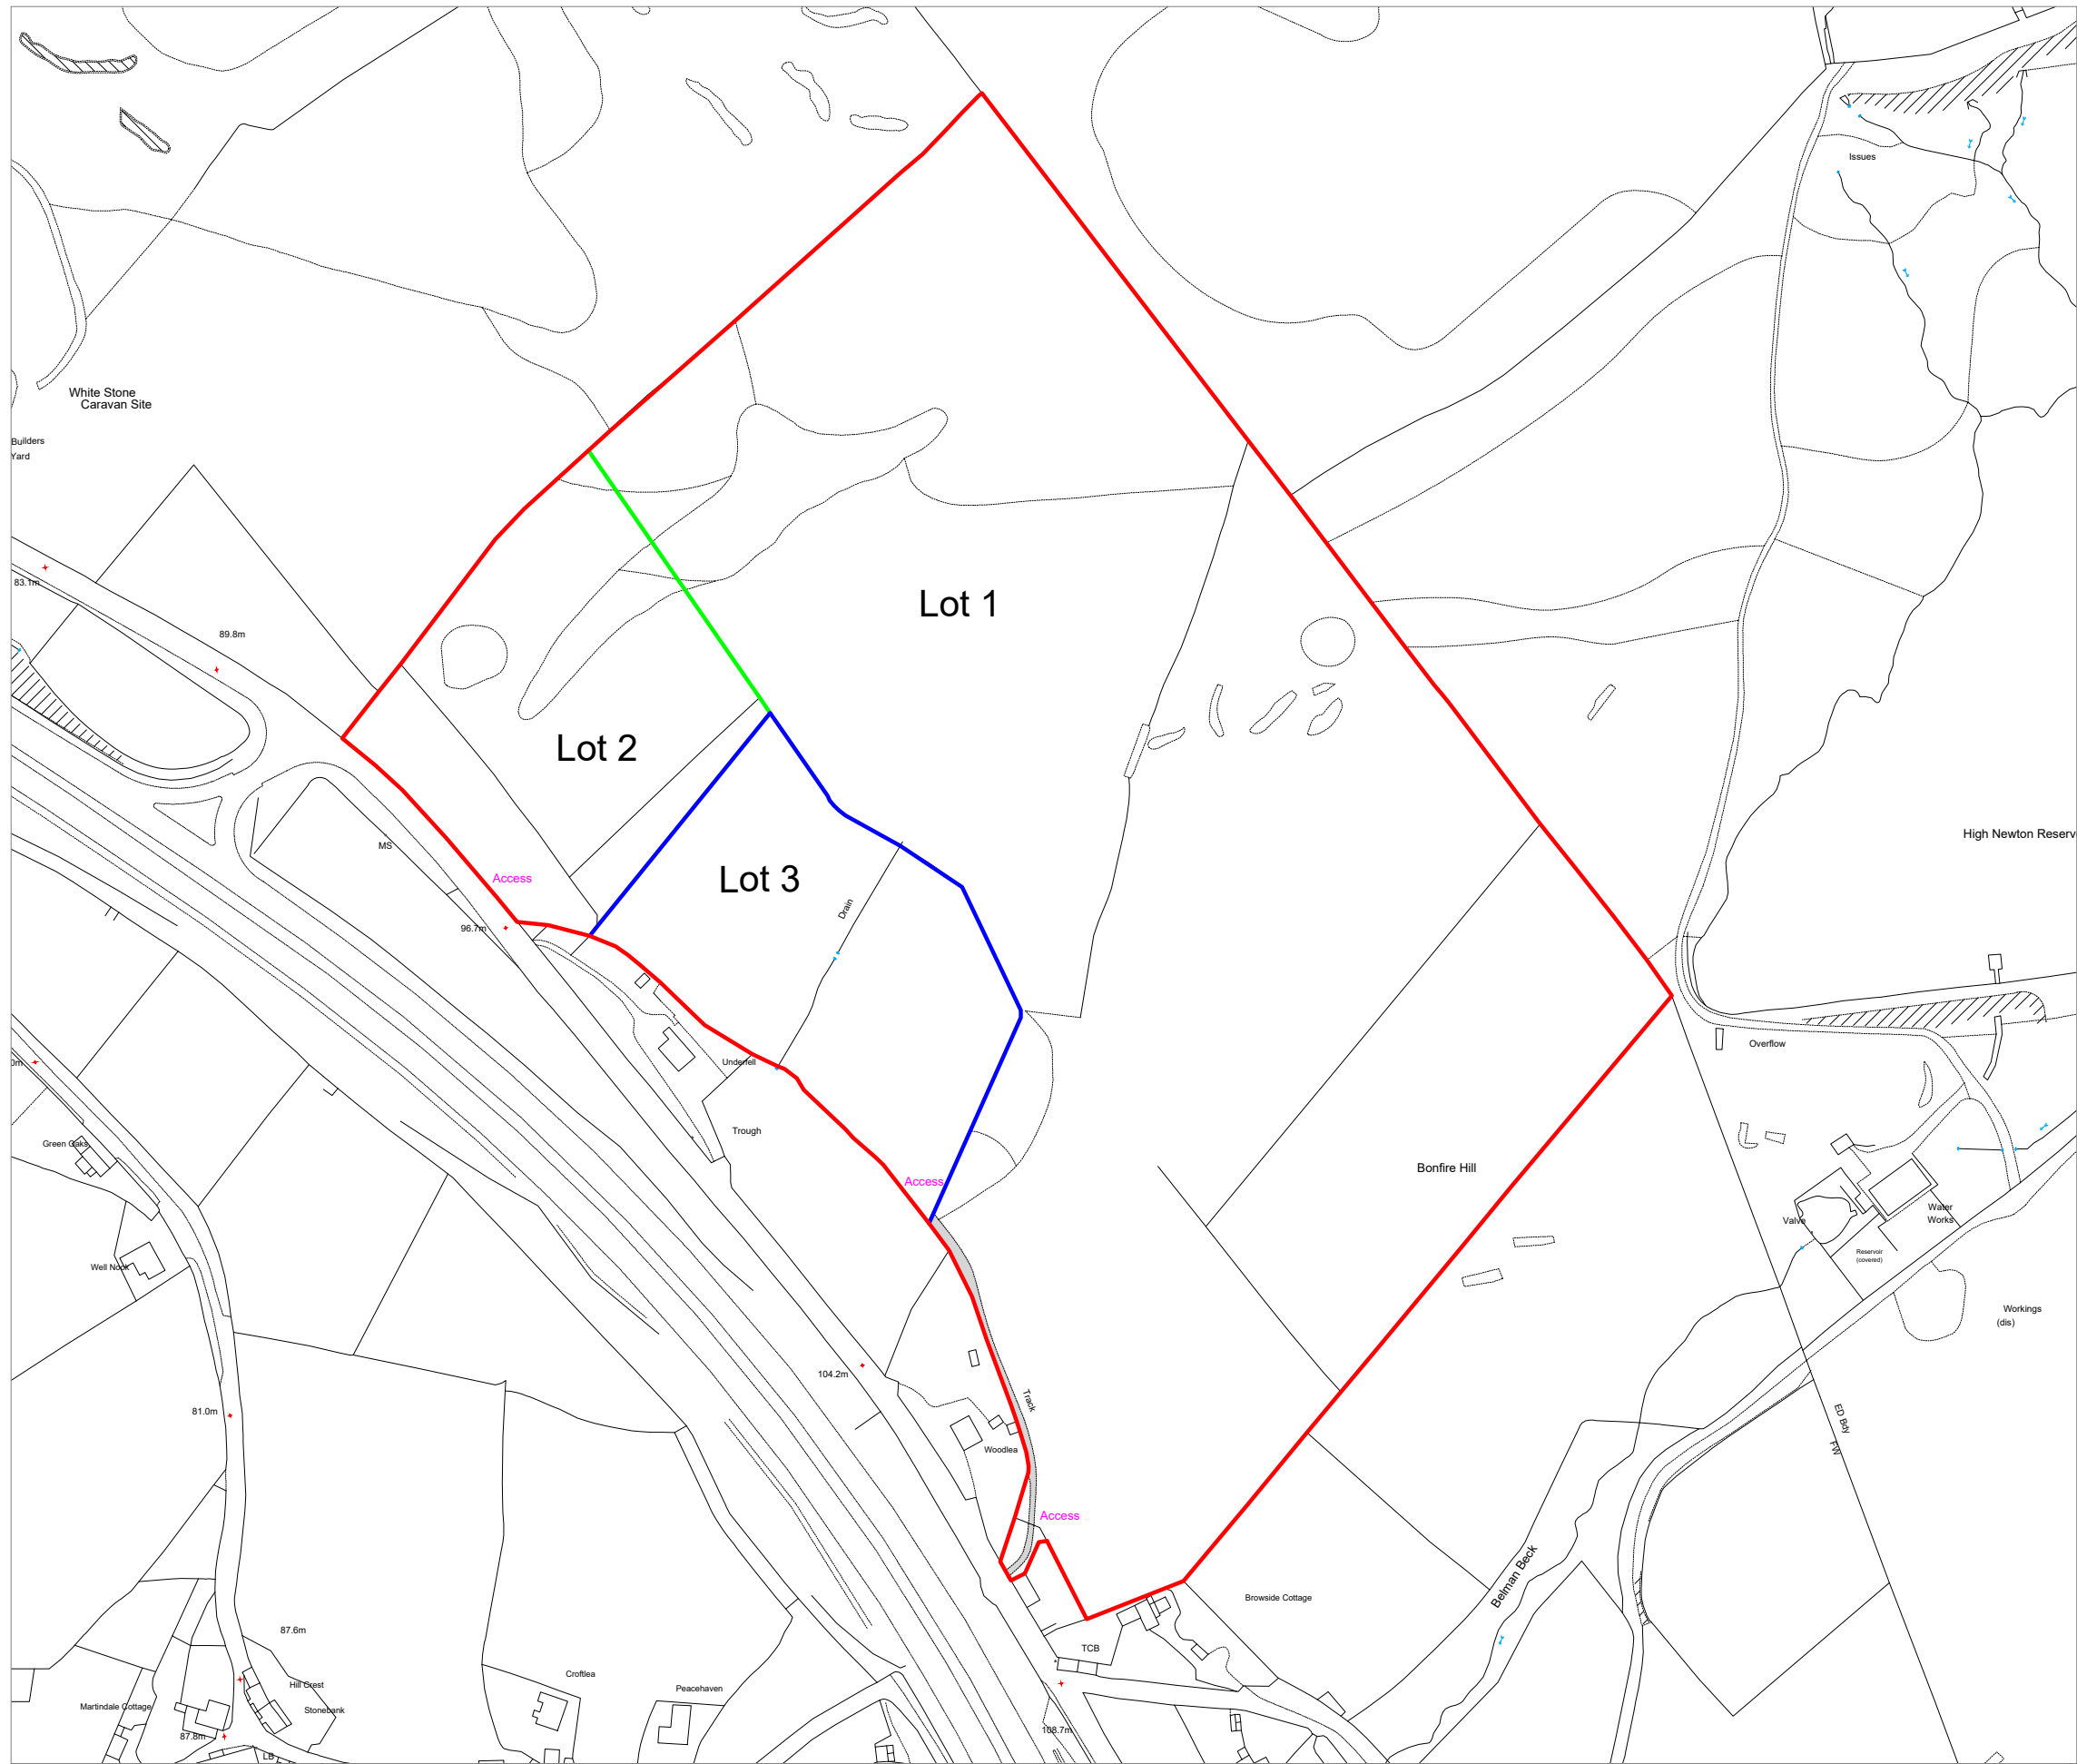 Issues
White Stone
Caravan Site
Builders
Yard
83.1m
Lot 1
89.8m
Lot 2
High Newton Reserv
MS
Access
Lot 3
Drain
96.7m
Overflow
0m
Underfell
Green Oaks
Trough
Bonfire Hill
Access
Water
Works
Valve
Reservoir
(covered)
Well Nook
Workings
(dis)
104.2m
Track
81.0m
ED Bdy
FW
Woodlea
Access
Belman Beck
Browside Cottage
87.6m
TCB
Croftlea
Hill Crest
Peacehaven
Martindale Cottage
Stonebank
108.7m
87.8m
LB